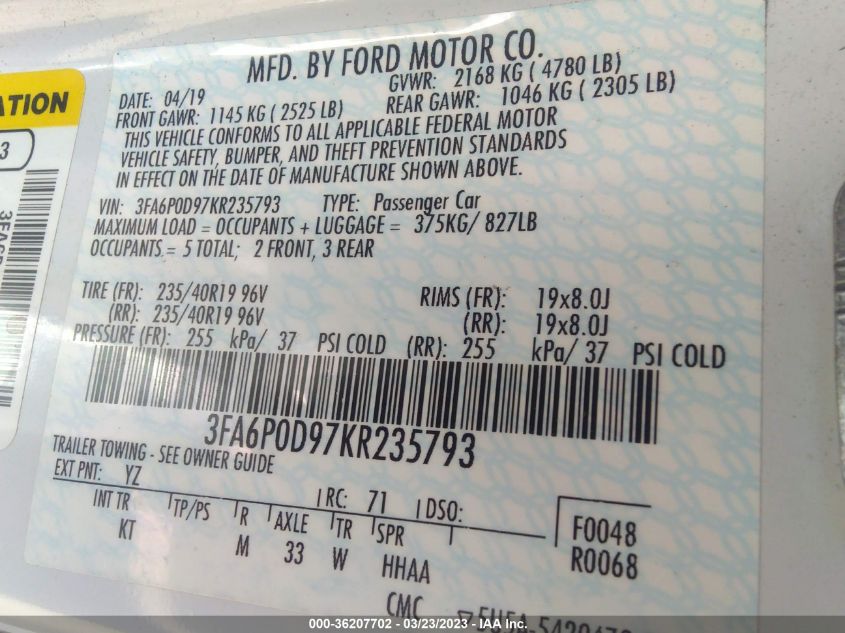 MFD. BY FORD MOTOR CO.
DATE: 04/19 GVWR: 2168 KG ( 4780 LB)
FRONT GAWR: 1145 KG ( 2525 LB) REAR GAWR: 1046 KG ( 2305 LB)
THIS VEHICLE CONFORMS TO ALL APPLICABLE FEDERAL MOTOR
VEHICLE SAFETY, BUMPER, AND THEFT PREVENTION STANDARDS
IN EFFECT ON THE DATE OF MANUFACTURE SHOWN ABOVE.
VIN: 3FA6P0D97KR235793 TYPE: Passenger Car
MAXIMUM LOAD = OCCUPANTS + LUGGAGE = 375KG/ 827LB
OCCUPANTS = 5 TOTAL; 2 FRONT, 3 REAR
TIRE (FR): 235/40R19 96V RIMS (FR): 19x8.0J
(RR): 235/40R19 96V (RR): 19x8.0J
PRESSURE (FR): 255 kPa/ 37 PSI COLD (RR): 255 kPa/ 37 PSI COLD
3FA6P0D97KR235793
TRAILER TOWING - SEE OWNER GUIDE
EXT PNT: YZ RC: 71 DSO:
INT TR TP/PS R AXLE TR SPR F0048
KT M 33 W HHAA R0068
CMC
3
000-36207702 - 03/23/2023 - IAA